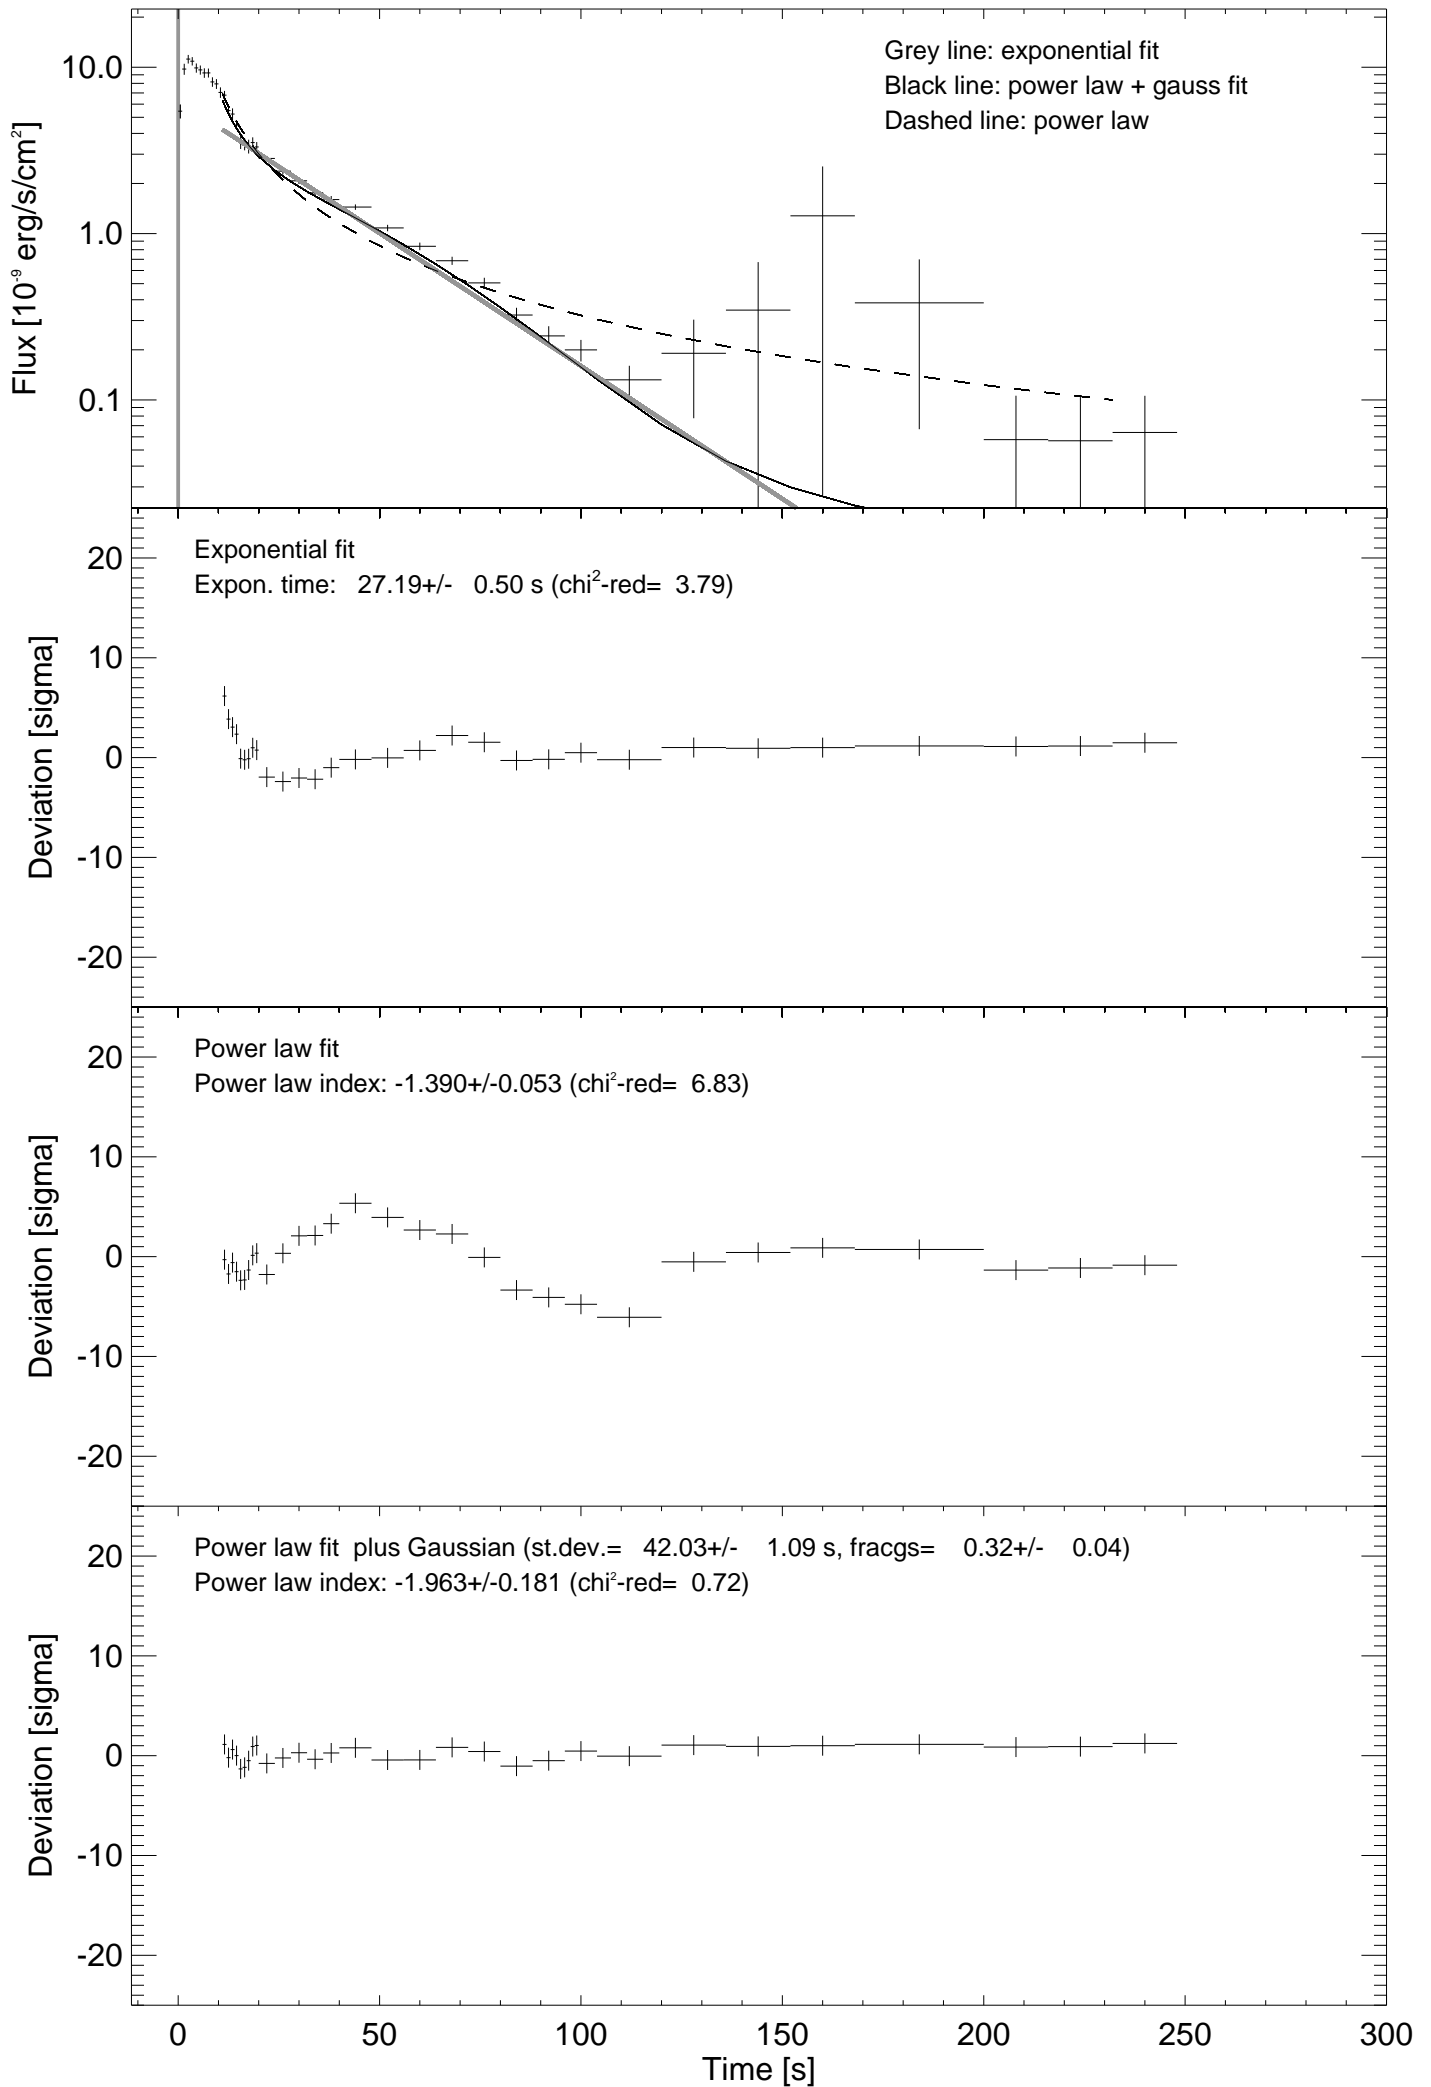 Grey line: exponential fit
Black line: power law + gauss fit
Dashed line: power law
10.0
1.0
0.1
Flux [10⁻⁹ erg/s/cm²]
Exponential fit
Expon. time: 27.19+/- 0.50 s (chi²-red= 3.79)
20
10
0
-10
-20
Deviation [sigma]
Power law fit
Power law index: -1.390+/-0.053 (chi²-red= 6.83)
20
10
0
-10
-20
Deviation [sigma]
Power law fit plus Gaussian (st.dev.= 42.03+/- 1.09 s, fracgs= 0.32+/- 0.04)
Power law index: -1.963+/-0.181 (chi²-red= 0.72)
20
10
0
-10
-20
Deviation [sigma]
0 50 100 150 200 250 300
Time [s]